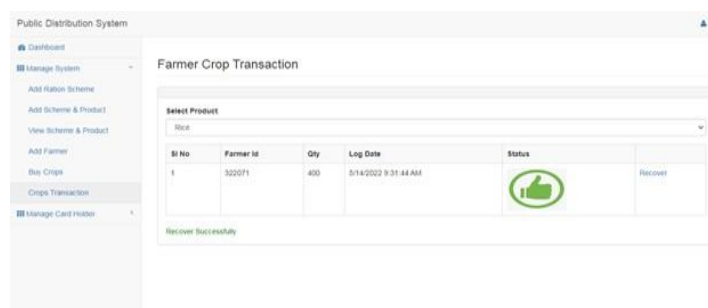 Public Distribution System
Dashboard
Manage System
Add Ration Scheme
Add Scheme & Product
View Scheme & Product
Add Farmer
Buy Crops
Crops Transaction
Manage Card Holder
Farmer Crop Transaction
Select Product
Rice
Sl No Farmer Id Qty Log Date Status
1 322071 400 5/14/2022 9:31:44 AM Recover
Recover Successfully